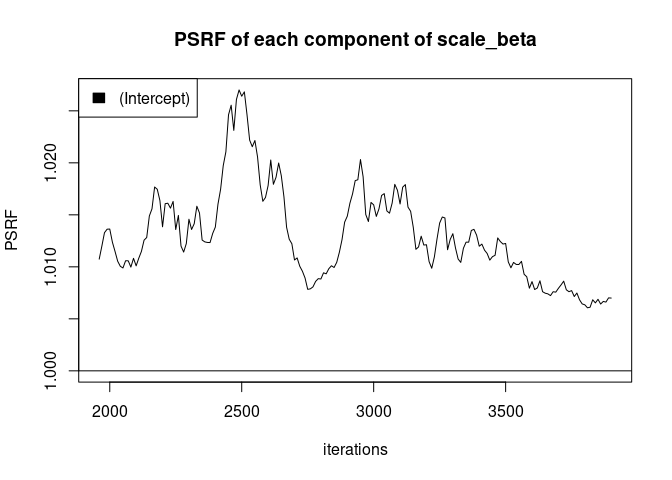 PSRF of each component of scale_beta
(Intercept)
PSRF
1.020
1.010
1.000
2000 2500 3000 3500
iterations